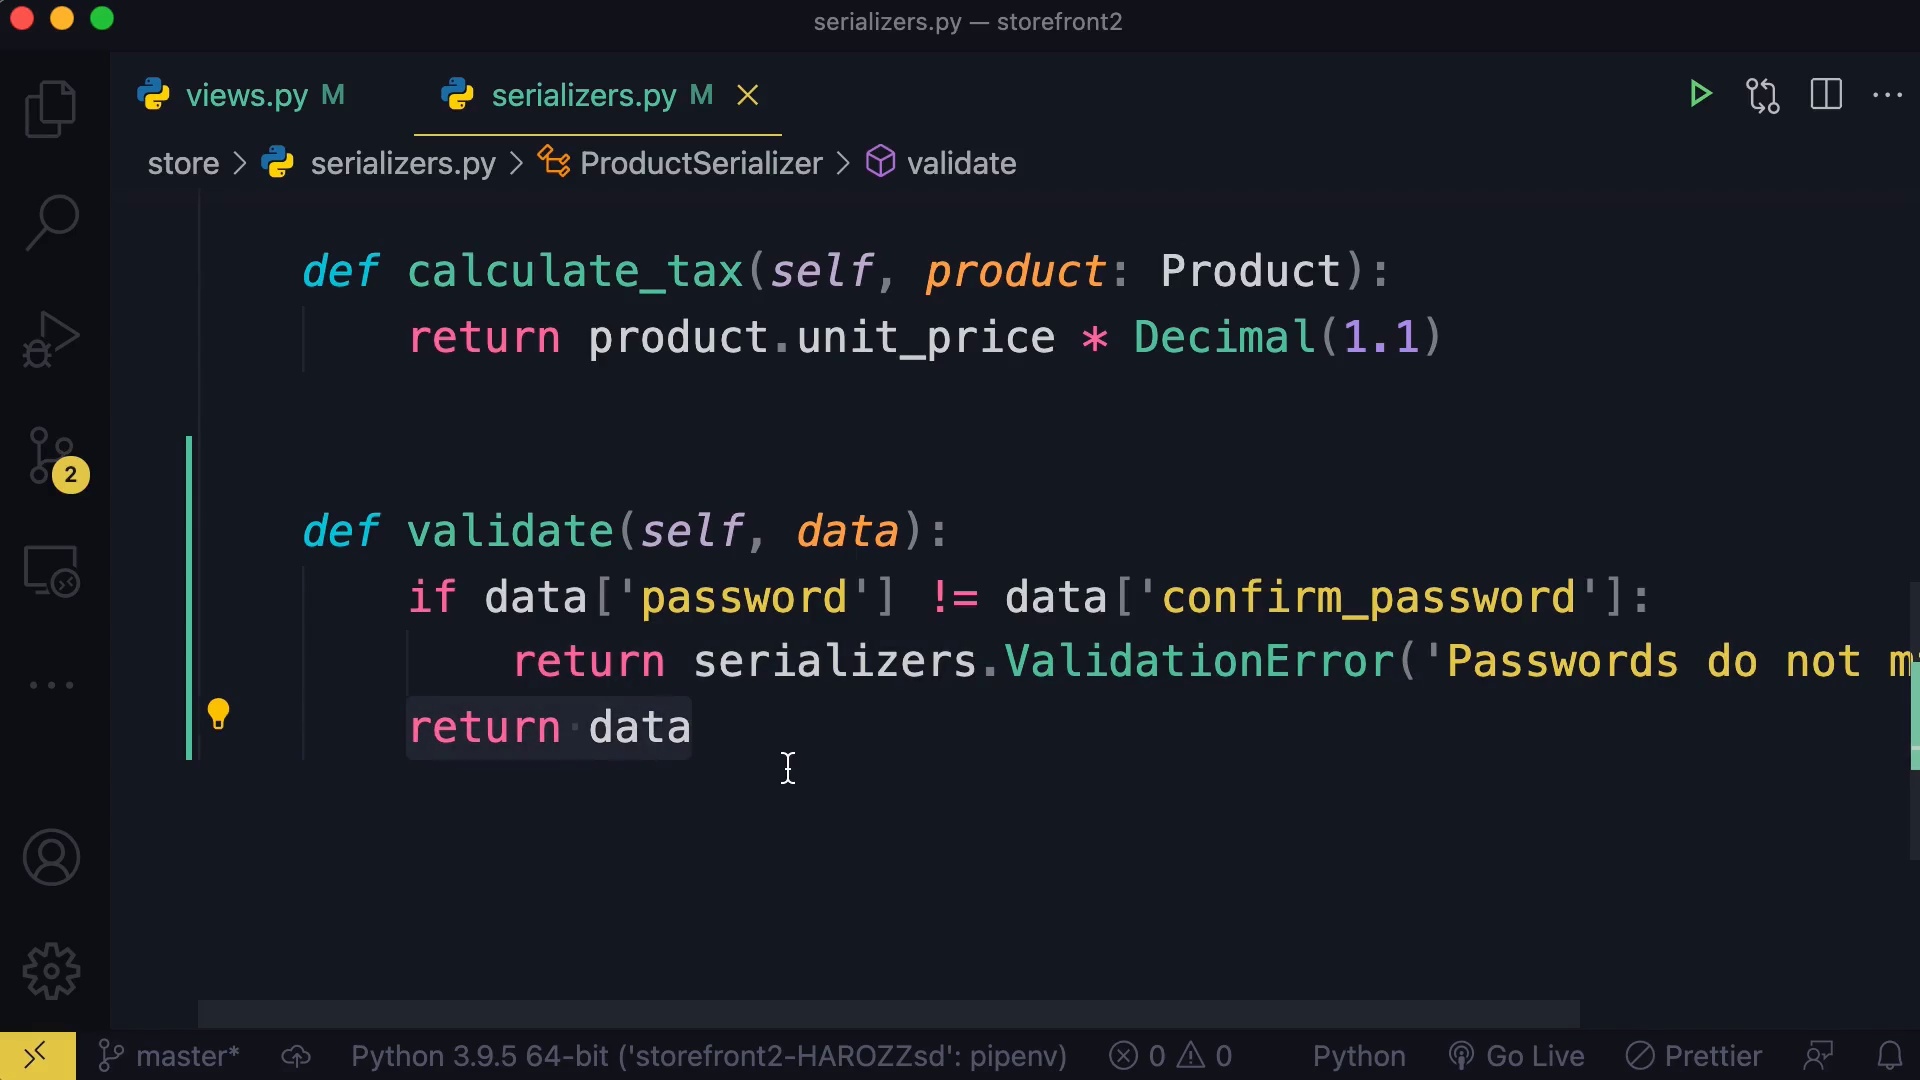 serializers.py — storefront2
views.py M serializers.py M
store > serializers.py > ProductSerializer > validate
def calculate_tax(self, product: Product):
return product.unit_price * Decimal(1.1)
def validate(self, data):
if data['password'] != data['confirm_password']:
return serializers.ValidationError('Passwords do not m
return data
2
master* Python 3.9.5 64-bit ('storefront2-HAROZZsd': pipenv) 0 0 Python Go Live Prettier